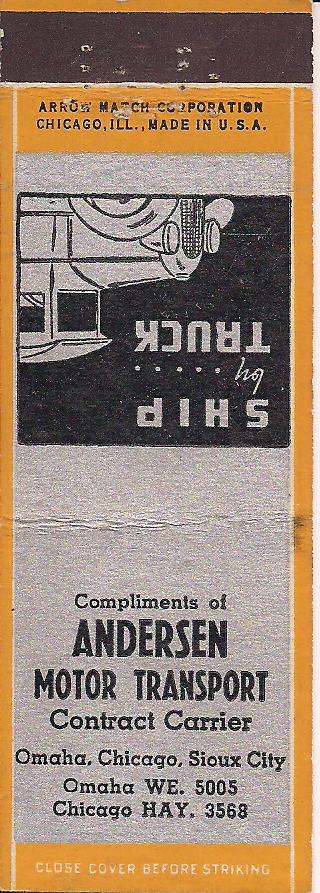 ARROW MATCH CORPORATION
CHICAGO, ILL., MADE IN U.S.A.
SHIP
by.....
TRUCK
Compliments of
ANDERSEN
MOTOR TRANSPORT
Contract Carrier
Omaha, Chicago, Sioux City
Omaha WE. 5005
Chicago HAY. 3568
CLOSE COVER BEFORE STRIKING